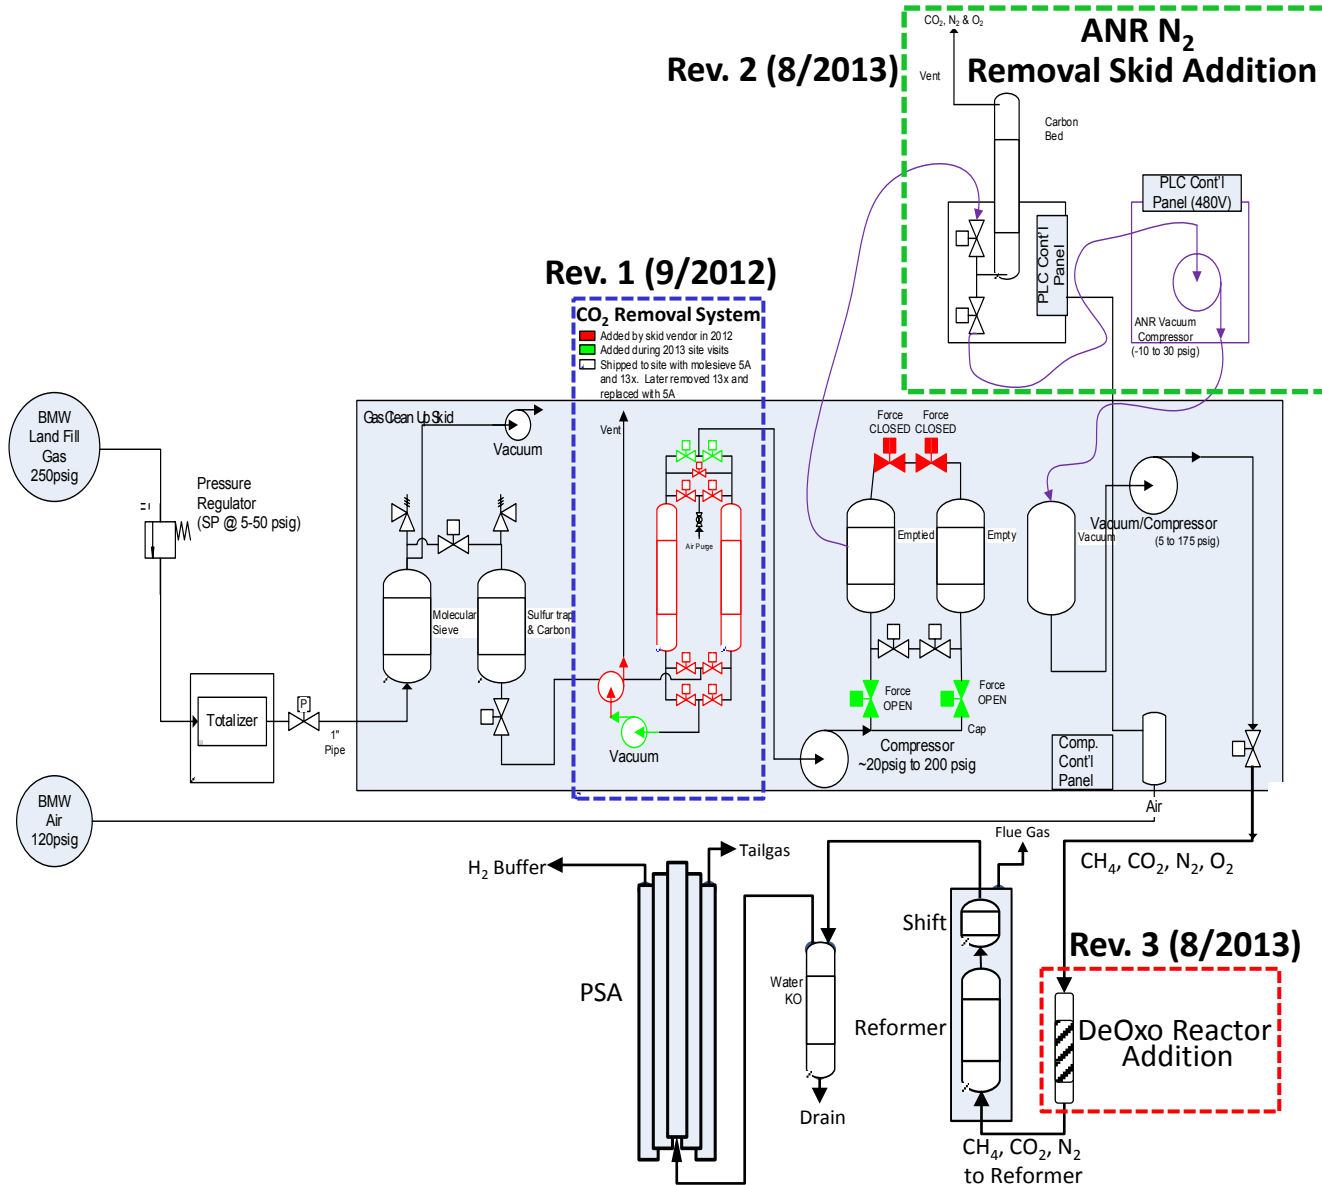 CO2, N2 & O2
ANR N2
Removal Skid Addition
Rev. 2 (8/2013)
Vent
Carbon
Bed
PLC Cont'l
Panel (480V)
PLC Cont'l
Panel
ANR Vacuum
Compressor
(-10 to 30 psig)
Rev. 1 (9/2012)
CO2 Removal System
Added by skid vendor in 2012
Added during 2013 site visits
Shipped to site with molesieve 5A
and 13x. Later removed 13x and
replaced with 5A
BMW
Land Fill
Gas
250psig
Pressure
Regulator
(SP @ 5-50 psig)
Gas Clean Up Skid
Vacuum
Vent
Force
CLOSED
Force
CLOSED
Air Purge
Emptied
Empty
Vacuum
Vacuum/Compressor
(5 to 175 psig)
Molecular
Sieve
Sulfur trap
& Carbon
Totalizer
P
1"
Pipe
Vacuum
Force
OPEN
Force
OPEN
Cap
Compressor
~20psig to 200 psig
Comp.
Cont'l
Panel
Air
BMW
Air
120psig
H2 Buffer
Tailgas
Flue Gas
CH4, CO2, N2, O2
Shift
Rev. 3 (8/2013)
PSA
Water
KO
Reformer
DeOxo Reactor
Addition
Drain
CH4, CO2, N2
to Reformer